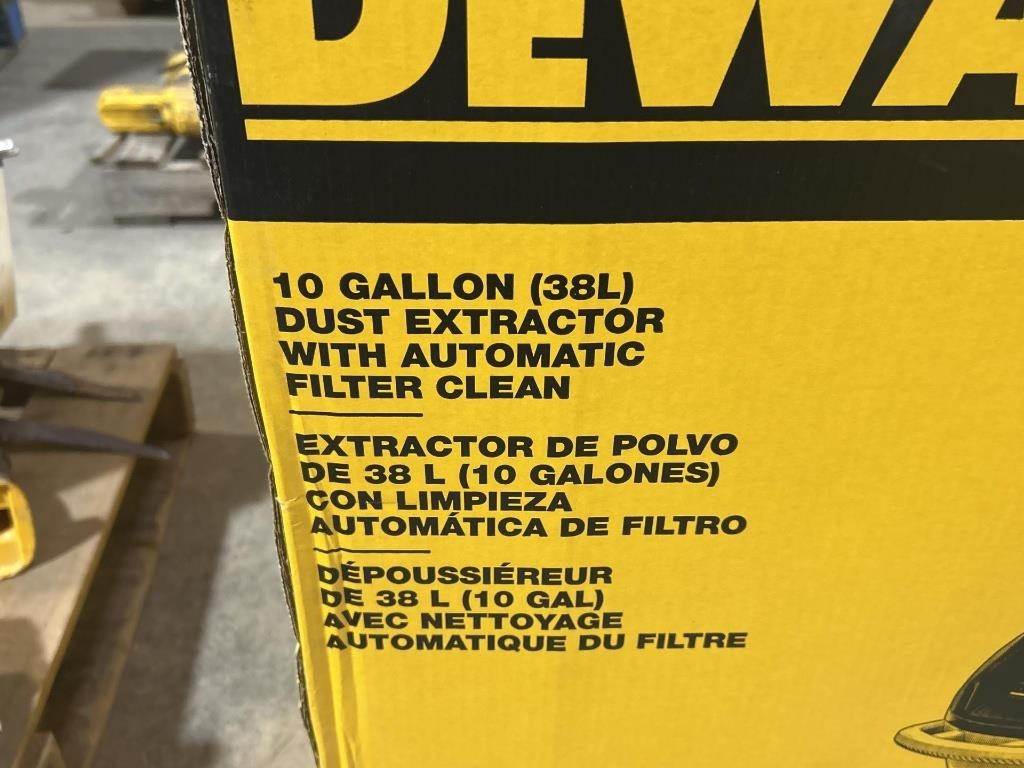 DEWA
10 GALLON (38L)
DUST EXTRACTOR
WITH AUTOMATIC
FILTER CLEAN
EXTRACTOR DE POLVO
DE 38 L (10 GALONES)
CON LIMPIEZA
AUTOMÁTICA DE FILTRO
DÉPOUSSIÉREUR
DE 38 L (10 GAL)
AVEC NETTOYAGE
AUTOMATIQUE DU FILTRE